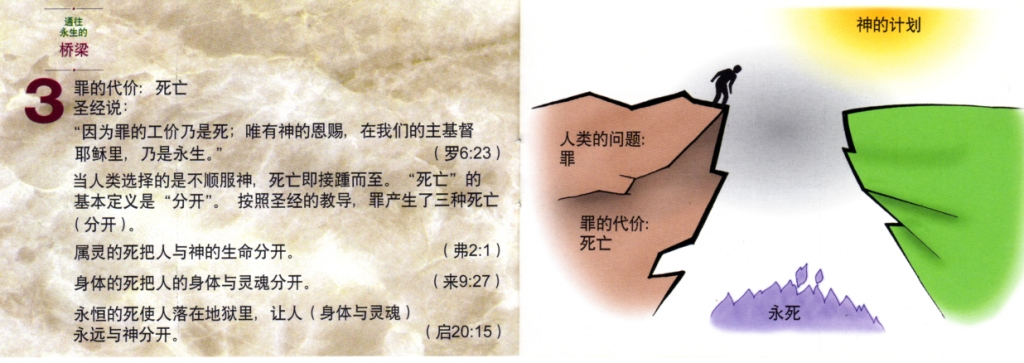 通往
永生的
桥梁
3
罪的代价：死亡
圣经说：
“因为罪的工价乃是死；唯有神的恩赐，在我们的主基督
耶稣里，乃是永生。” （罗6:23）
当人类选择的是不顺服神，死亡即接踵而至。“死亡”的
基本定义是“分开”。按照圣经的教导，罪产生了三种死亡
（分开）。
属灵的死把人与神的生命分开。 （弗2:1）
身体的死把人的身体与灵魂分开。 （来9:27）
永恒的死使人落在地狱里，让人（身体与灵魂）
永远与神分开。 （启20:15）
神的计划
人类的问题：
罪
罪的代价：
死亡
永死